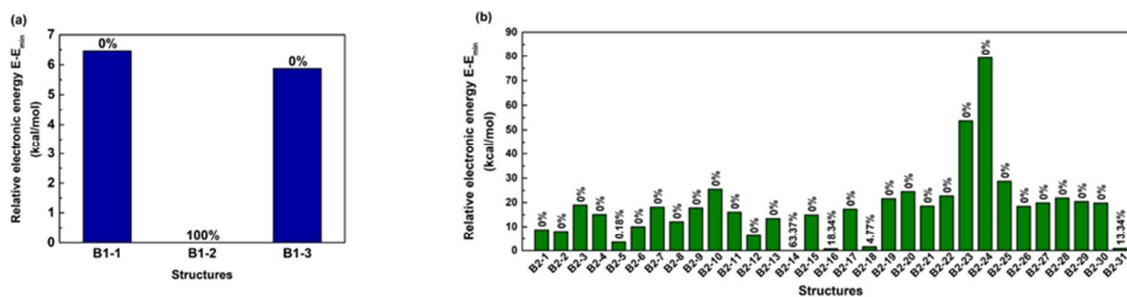 (a)
Relative electronic energy E-Emin
(kcal/mol)
7
6
5
4
3
2
1
0
0%
100%
0%
B1-1 B1-2 B1-3
Structures
(b)
Relative electronic energy E-Emin
(kcal/mol)
90
80
70
60
50
40
30
20
10
0
0% 0% 0% 0% 0.18% 0% 0% 0% 0% 0% 0% 0% 0% 63.37% 0% 18.34% 0% 4.77% 0% 0% 0% 0% 0% 0% 0% 0% 0% 0% 0% 0% 13.34%
B2-1 B2-2 B2-3 B2-4 B2-5 B2-6 B2-7 B2-8 B2-9 B2-10 B2-11 B2-12 B2-13 B2-14 B2-15 B2-16 B2-17 B2-18 B2-19 B2-20 B2-21 B2-22 B2-23 B2-24 B2-25 B2-26 B2-27 B2-28 B2-29 B2-30 B2-31
Structures